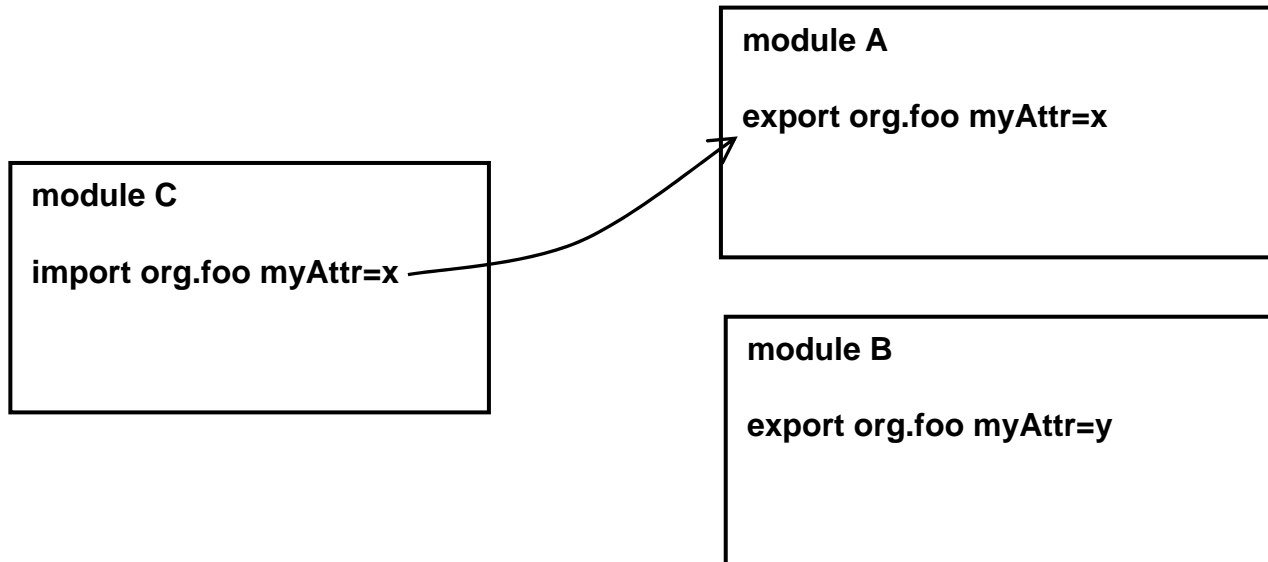 module A
export org.foo myAttr=x
module C
import org.foo myAttr=x
module B
export org.foo myAttr=y